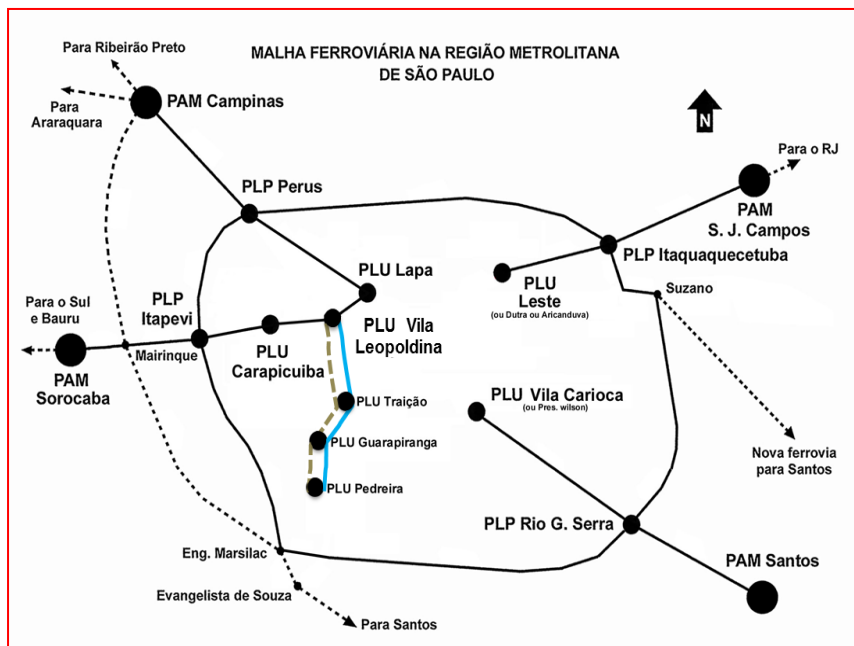 MALHA FERROVIÁRIA NA REGIÃO METROLITANA
DE SÃO PAULO
Para Ribeirão Preto
Para
Araraquara
PAM Campinas
N
Para o RJ
PAM
S. J. Campos
PLP Perus
PLP Itaquaquecetuba
PLU Lapa
PLU
Leste
(ou Dutra ou Aricanduva)
Suzano
Para o Sul
e Bauru
PLP
Itapevi
PLU Vila
Leopoldina
Mairinque
PLU
Carapicuiba
PAM
Sorocaba
PLU Traição
PLU Vila Carioca
(ou Pres. wilson)
PLU Guarapiranga
Nova ferrovia
para Santos
PLU Pedreira
PLP Rio G. Serra
Eng. Marsilac
PAM Santos
Evangelista de Souza
Para Santos